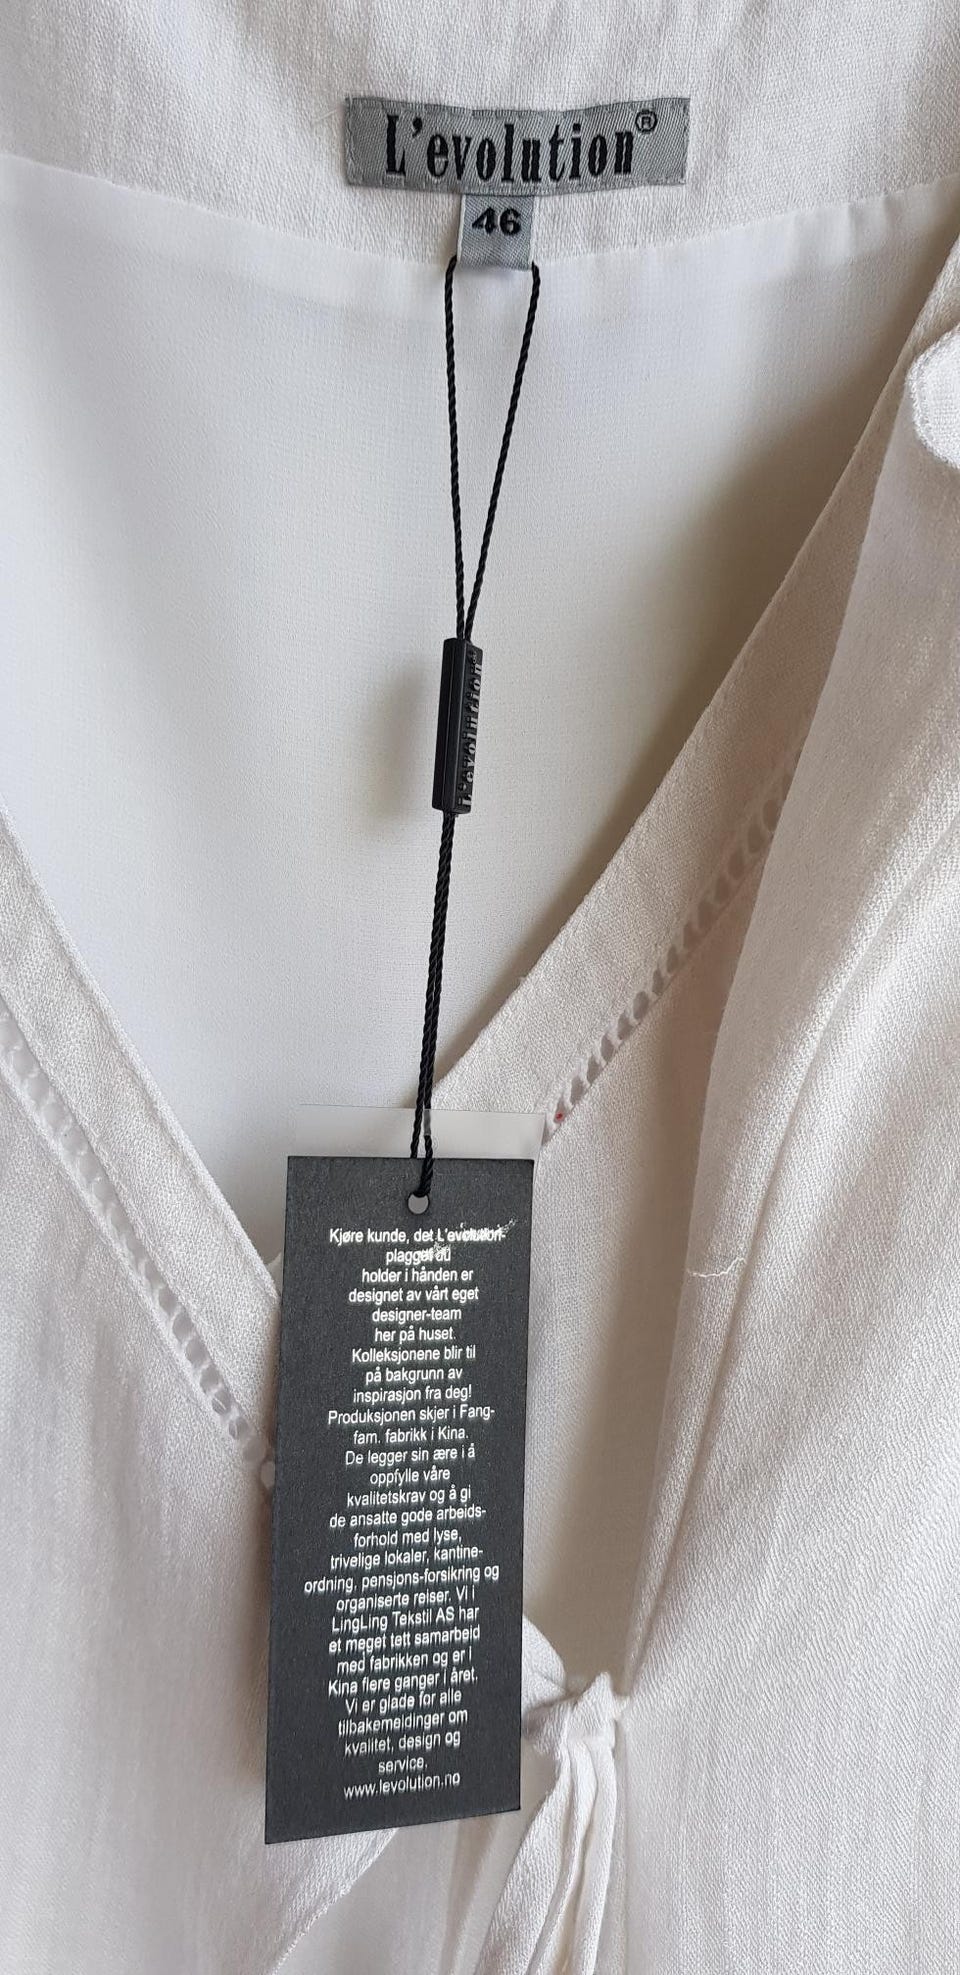 L'evolution®
46
L'evolution®
Kjøre kunde, det L'evolution-
plagget du
holder i hånden er
designet av vårt eget
designer-team
her på huset.
Kolleksjonene blir til
på bakgrunn av
inspirasjon fra deg!
Produksjonen skjer i Fang-
fam. fabrikk i Kina.
De legger sin ære i å
oppfylle våre
kvalitetskrav og å gi
de ansatte gode arbeids-
forhold med lyse,
trivelige lokaler, kantine-
ordning, pensjons-forsikring og
organiserte reiser. Vi i
LingLing Tekstil AS har
et meget tett samarbeid
med fabrikken og er i
Kina flere ganger i året.
Vi er glade for alle
tilbakemeldinger om
kvalitet, design og
service.
www.levolution.no